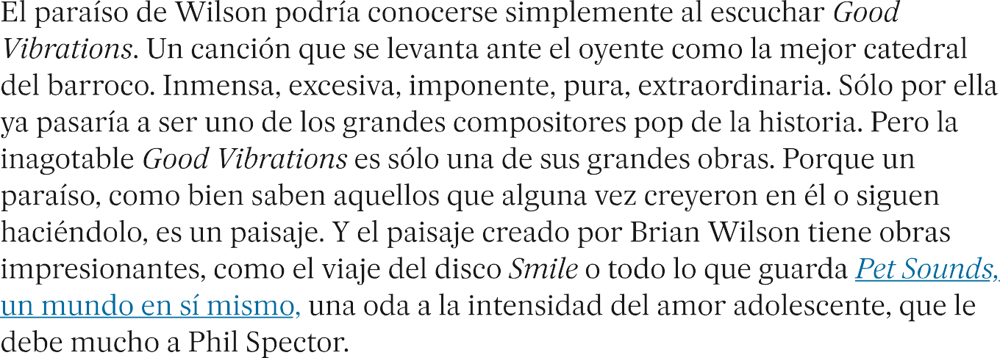 El paraíso de Wilson podría conocerse simplemente al escuchar Good
Vibrations. Un canción que se levanta ante el oyente como la mejor catedral
del barroco. Inmensa, excesiva, imponente, pura, extraordinaria. Sólo por ella
ya pasaría a ser uno de los grandes compositores pop de la historia. Pero la
inagotable Good Vibrations es sólo una de sus grandes obras. Porque un
paraíso, como bien saben aquellos que alguna vez creyeron en él o siguen
haciéndolo, es un paisaje. Y el paisaje creado por Brian Wilson tiene obras
impresionantes, como el viaje del disco Smile o todo lo que guarda Pet Sounds,
un mundo en sí mismo, una oda a la intensidad del amor adolescente, que le
debe mucho a Phil Spector.